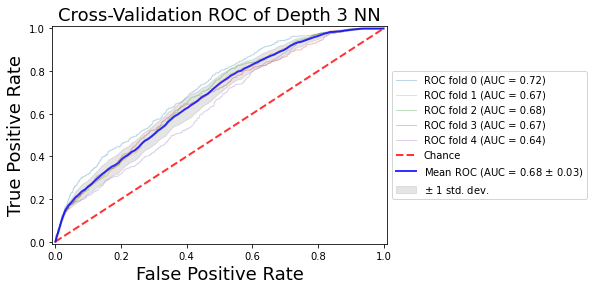 Cross-Validation ROC of Depth 3 NN
True Positive Rate
1.0
0.8
0.6
0.4
0.2
0.0
0.0 0.2 0.4 0.6 0.8 1.0
False Positive Rate
ROC fold 0 (AUC = 0.72)
ROC fold 1 (AUC = 0.67)
ROC fold 2 (AUC = 0.68)
ROC fold 3 (AUC = 0.67)
ROC fold 4 (AUC = 0.64)
Chance
Mean ROC (AUC = 0.68 ± 0.03)
± 1 std. dev.